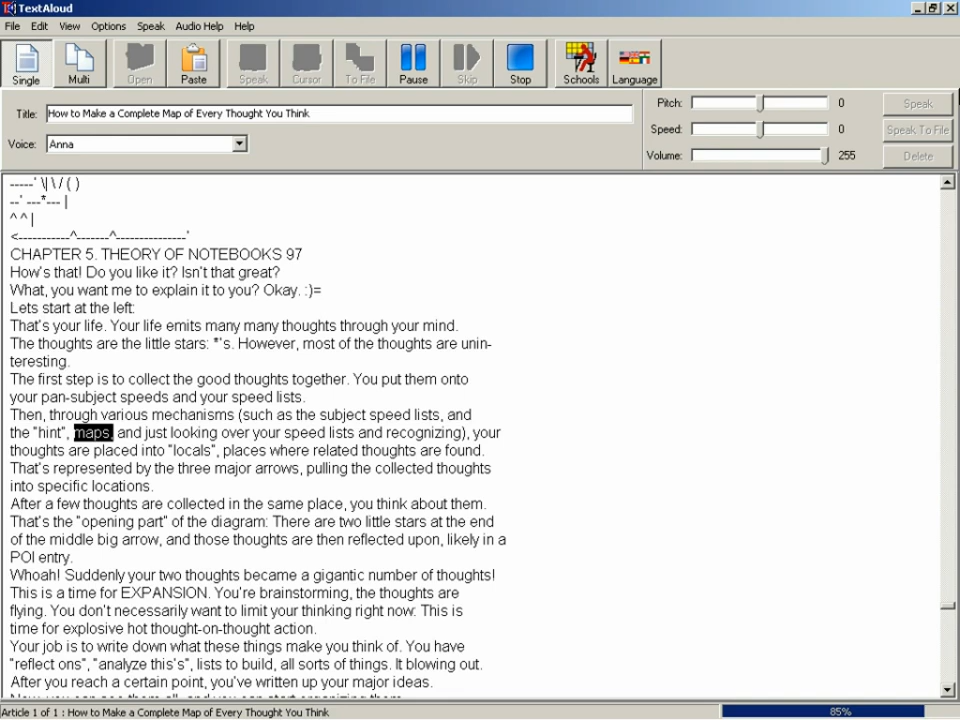 TextAloud
File Edit View Options Speak Audio Help Help
Single Multi Open Paste Speak Cursor To File Pause Skip Stop Schools Language
Title: How to Make a Complete Map of Every Thought You Think
Voice: Anna
Pitch: 0 Speak
Speed: 0 Speak To File
Volume: 255 Delete
-----' \| \ / ( )
--' ---*--- |
^ ^ |
<-----------^-------^---------------'
CHAPTER 5. THEORY OF NOTEBOOKS 97
How's that! Do you like it? Isn't that great?
What, you want me to explain it to you? Okay. :)=
Lets start at the left:
That's your life. Your life emits many many thoughts through your mind.
The thoughts are the little stars: *'s. However, most of the thoughts are unin-
teresting.
The first step is to collect the good thoughts together. You put them onto
your pan-subject speeds and your speed lists.
Then, through various mechanisms (such as the subject speed lists, and
the "hint", maps, and just looking over your speed lists and recognizing), your
thoughts are placed into "locals", places where related thoughts are found.
That's represented by the three major arrows, pulling the collected thoughts
into specific locations.
After a few thoughts are collected in the same place, you think about them.
That's the "opening part" of the diagram: There are two little stars at the end
of the middle big arrow, and those thoughts are then reflected upon, likely in a
POI entry.
Whoah! Suddenly your two thoughts became a gigantic number of thoughts!
This is a time for EXPANSION. You're brainstorming, the thoughts are
flying. You don't necessarily want to limit your thinking right now: This is
time for explosive hot thought-on-thought action.
Your job is to write down what these things make you think of. You have
"reflect ons", "analyze this's", lists to build, all sorts of things. It blowing out.
After you reach a certain point, you've written up your major ideas.
Now, you can see them all, and you can start organizing them.
Article 1 of 1 : How to Make a Complete Map of Every Thought You Think 85%